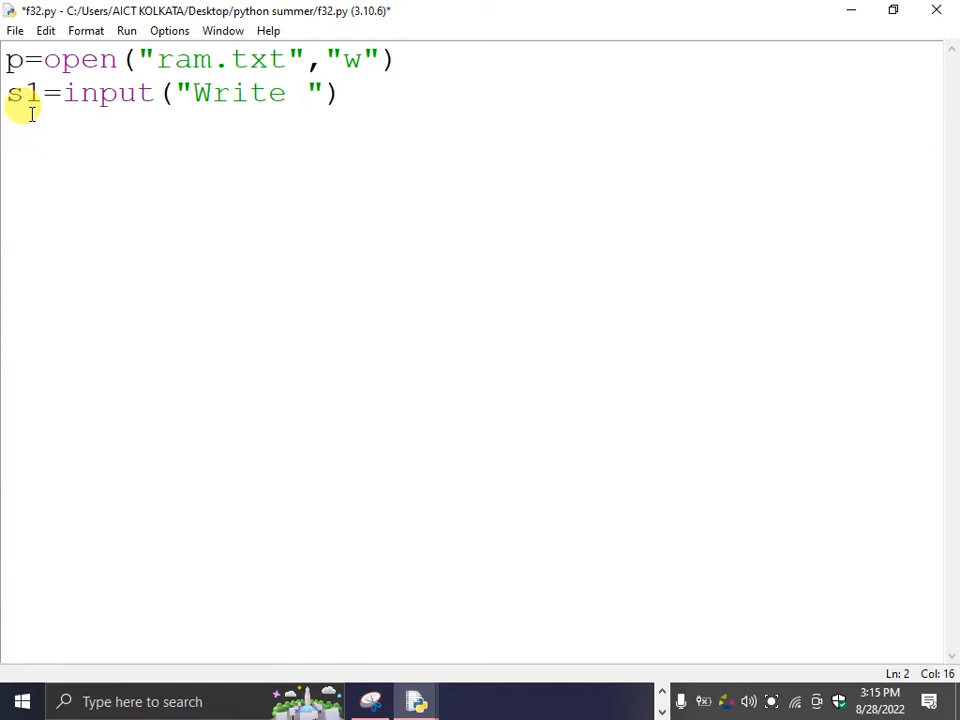 *f32.py - C:/Users/AICT KOLKATA/Desktop/python summer/f32.py (3.10.6)*
File Edit Format Run Options Window Help
p=open("ram.txt","w")
s1=input("Write ")
Ln: 2 Col: 16
Type here to search
3:15 PM
8/28/2022